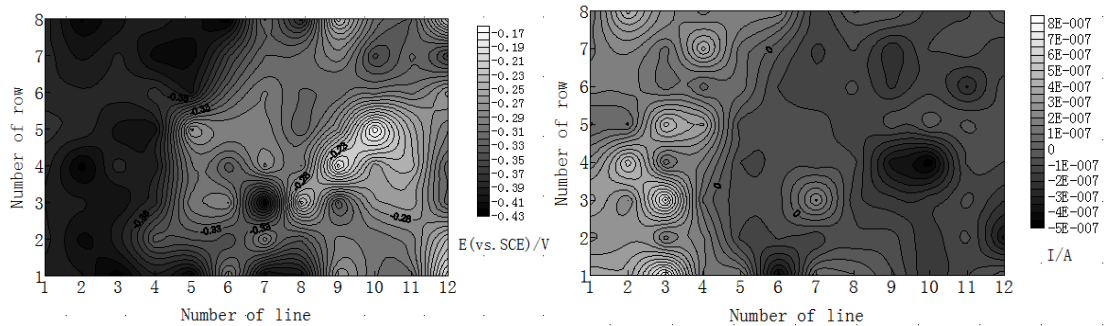 8
7
6
5
4
3
2
1
Number of row
1 2 3 4 5 6 7 8 9 10 11 12
Number of line
-0.33
-0.33
-0.23
-0.28
-0.28
-0.33
-0.33
-0.38
-0.17
-0.19
-0.21
-0.23
-0.25
-0.27
-0.29
-0.31
-0.33
-0.35
-0.37
-0.39
-0.41
-0.43
E(vs.SCE)/V
8
7
6
5
4
3
2
1
Number of row
1 2 3 4 5 6 7 8 9 10 11 12
Number of line
0
0
0
8E-007
7E-007
6E-007
5E-007
4E-007
3E-007
2E-007
1E-007
0
-1E-007
-2E-007
-3E-007
-4E-007
-5E-007
I/A